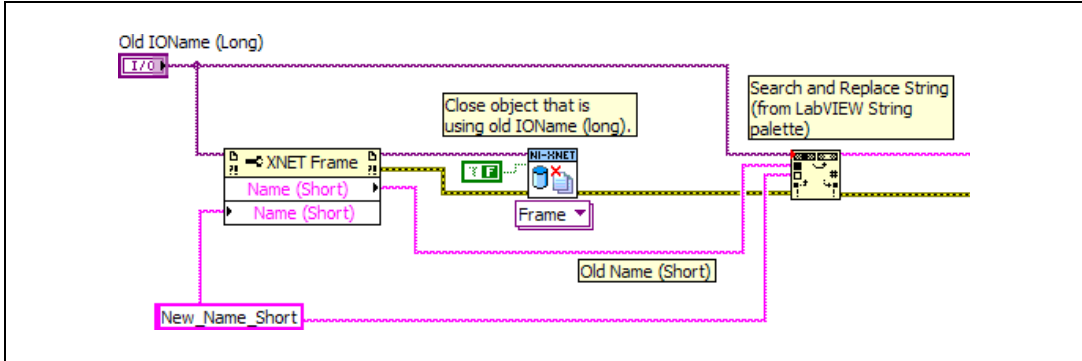 Old IOName (Long)
I/O
Close object that is
using old IOName (long).
Search and Replace String
(from LabVIEW String
palette)
XNET Frame
?!
?!
Name (Short)
Name (Short)
NI-XNET
? F
Frame
#
!
!
Old Name (Short)
New_Name_Short